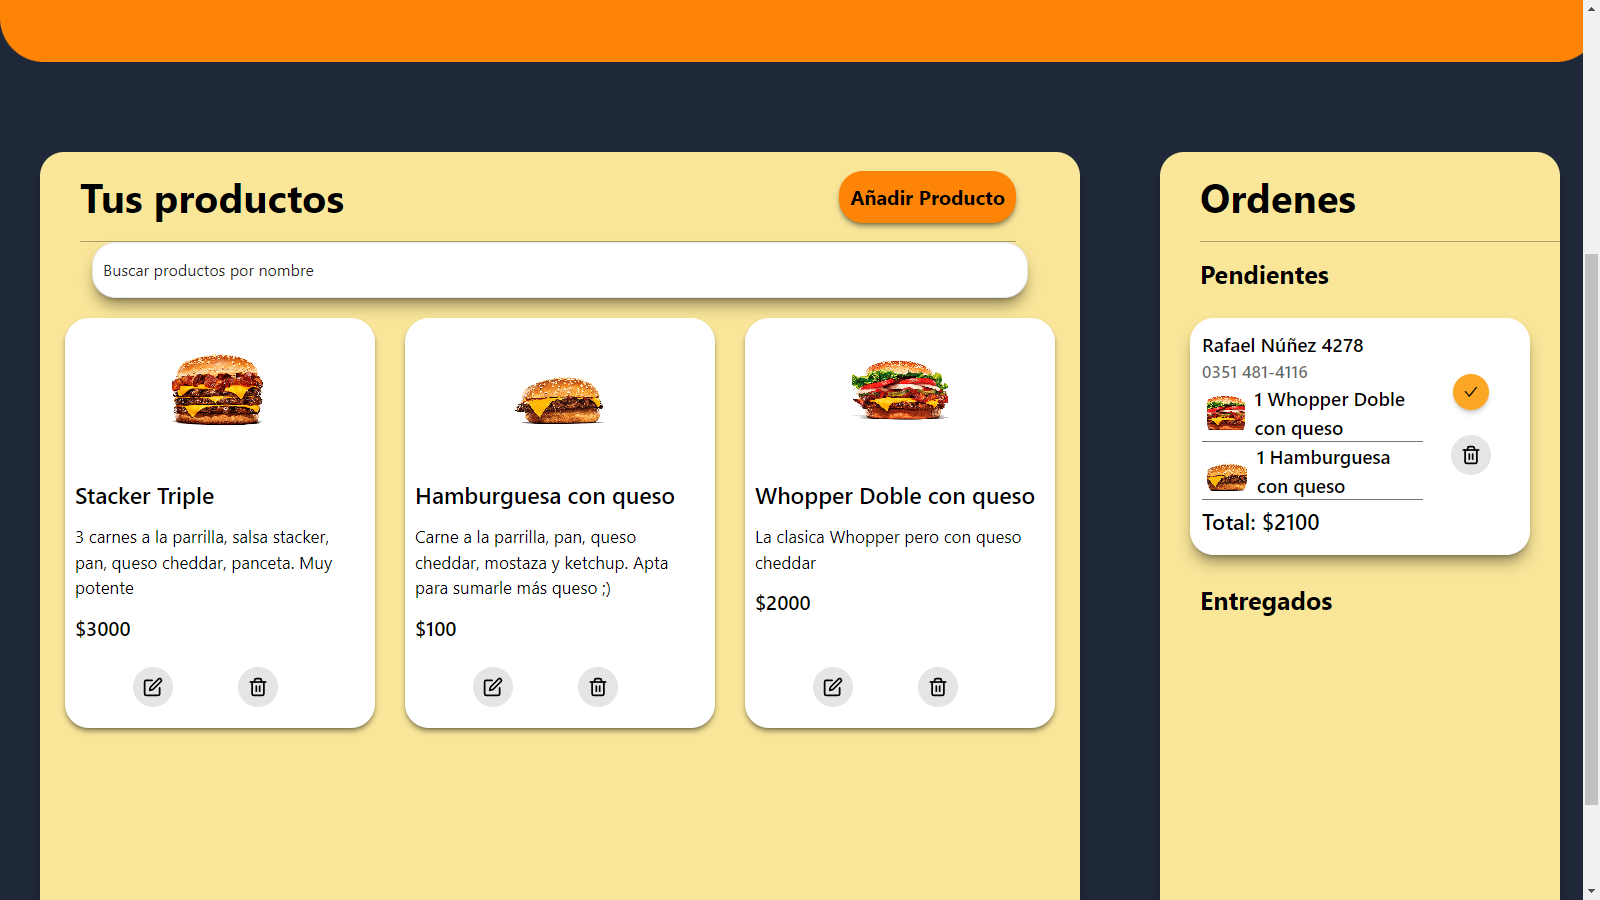 Tus productos
Añadir Producto
Buscar productos por nombre
Stacker Triple
3 carnes a la parrilla, salsa stacker,
pan, queso cheddar, panceta. Muy
potente
$3000
Hamburguesa con queso
Carne a la parrilla, pan, queso
cheddar, mostaza y ketchup. Apta
para sumarle más queso ;)
$100
Whopper Doble con queso
La clasica Whopper pero con queso
cheddar
$2000
Ordenes
Pendientes
Rafael Núñez 4278
0351 481-4116
1 Whopper Doble
con queso
1 Hamburguesa
con queso
Total: $2100
Entregados